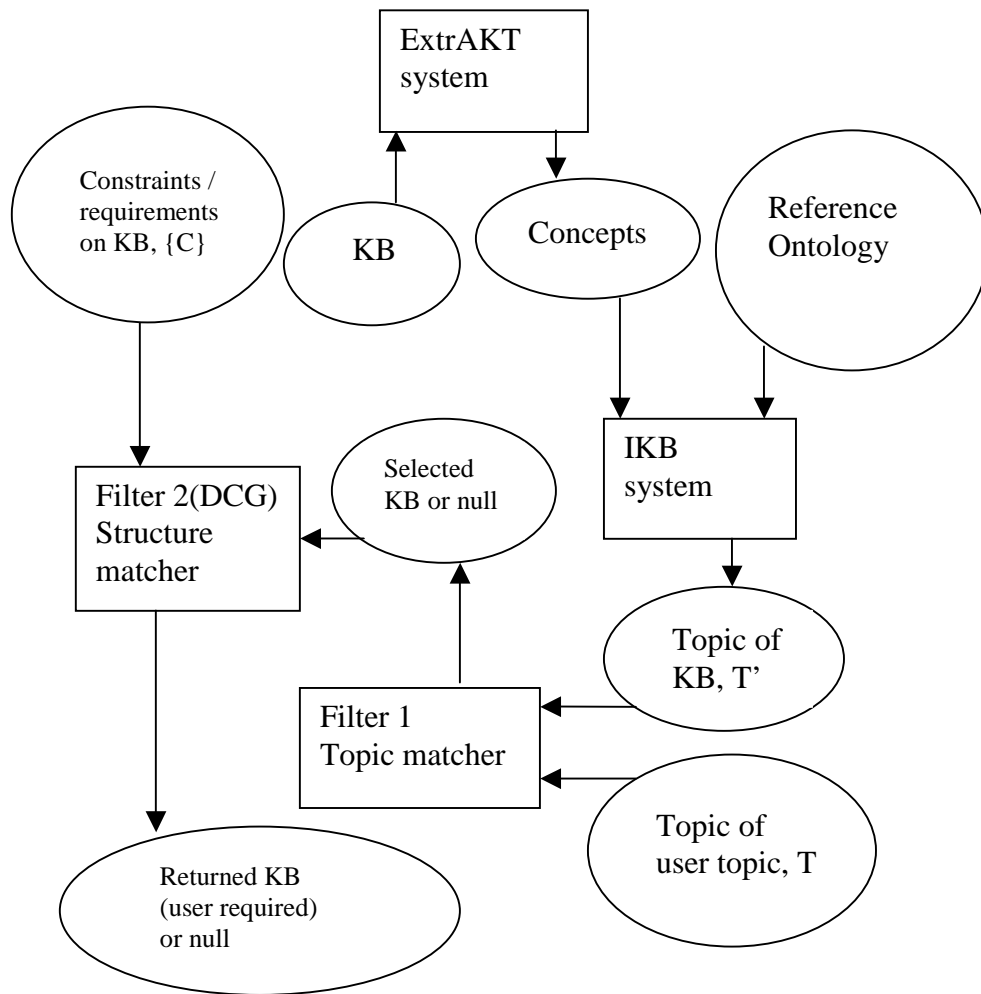 ExtrAKT
system
Constraints /
requirements
on KB, {C}
KB
Concepts
Reference
Ontology
IKB
system
Selected
KB or null
Filter 2(DCG)
Structure
matcher
Topic of
KB, T’
Filter 1
Topic matcher
Topic of
user topic, T
Returned KB
(user required)
or null